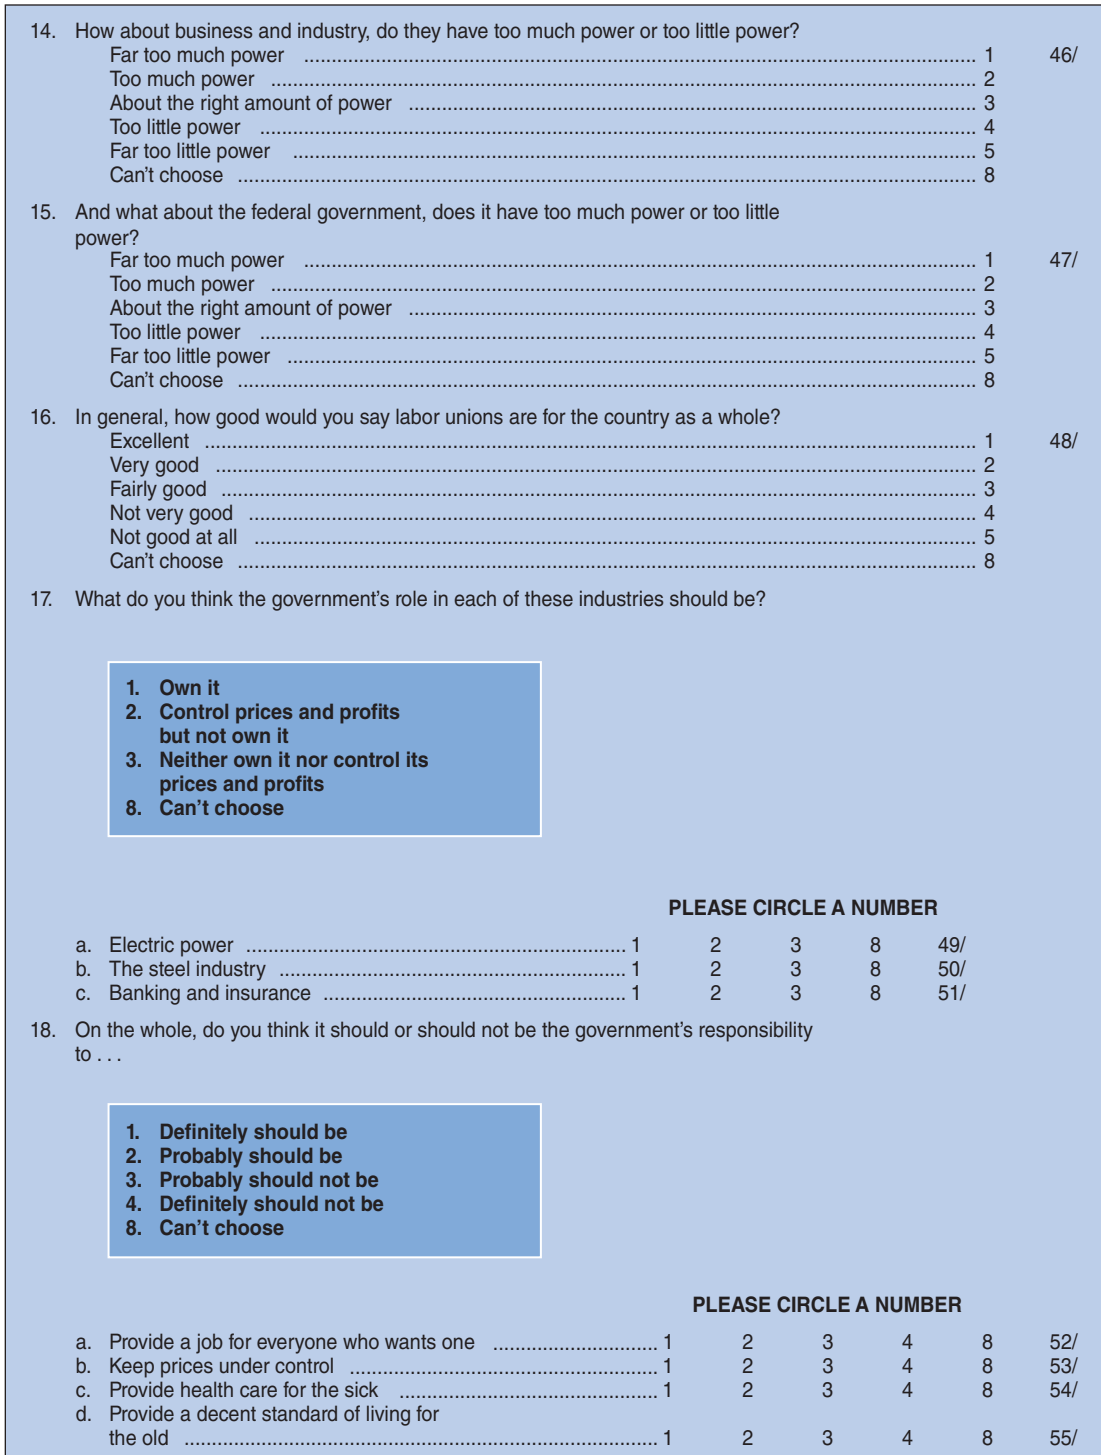 14. How about business and industry, do they have too much power or too little power?
Far too much power ........ 1 46/
Too much power ........ 2
About the right amount of power ........ 3
Too little power ........ 4
Far too little power ........ 5
Can't choose ........ 8
15. And what about the federal government, does it have too much power or too little
power?
Far too much power ........ 1 47/
Too much power ........ 2
About the right amount of power ........ 3
Too little power ........ 4
Far too little power ........ 5
Can't choose ........ 8
16. In general, how good would you say labor unions are for the country as a whole?
Excellent ........ 1 48/
Very good ........ 2
Fairly good ........ 3
Not very good ........ 4
Not good at all ........ 5
Can't choose ........ 8
17. What do you think the government's role in each of these industries should be?
1. Own it
2. Control prices and profits
but not own it
3. Neither own it nor control its
prices and profits
8. Can't choose
PLEASE CIRCLE A NUMBER
a. Electric power ........ 1 2 3 8 49/
b. The steel industry ........ 1 2 3 8 50/
c. Banking and insurance ........ 1 2 3 8 51/
18. On the whole, do you think it should or should not be the government's responsibility
to . . .
1. Definitely should be
2. Probably should be
3. Probably should not be
4. Definitely should not be
8. Can't choose
PLEASE CIRCLE A NUMBER
a. Provide a job for everyone who wants one ........ 1 2 3 4 8 52/
b. Keep prices under control ........ 1 2 3 4 8 53/
c. Provide health care for the sick ........ 1 2 3 4 8 54/
d. Provide a decent standard of living for
the old ........ 1 2 3 4 8 55/